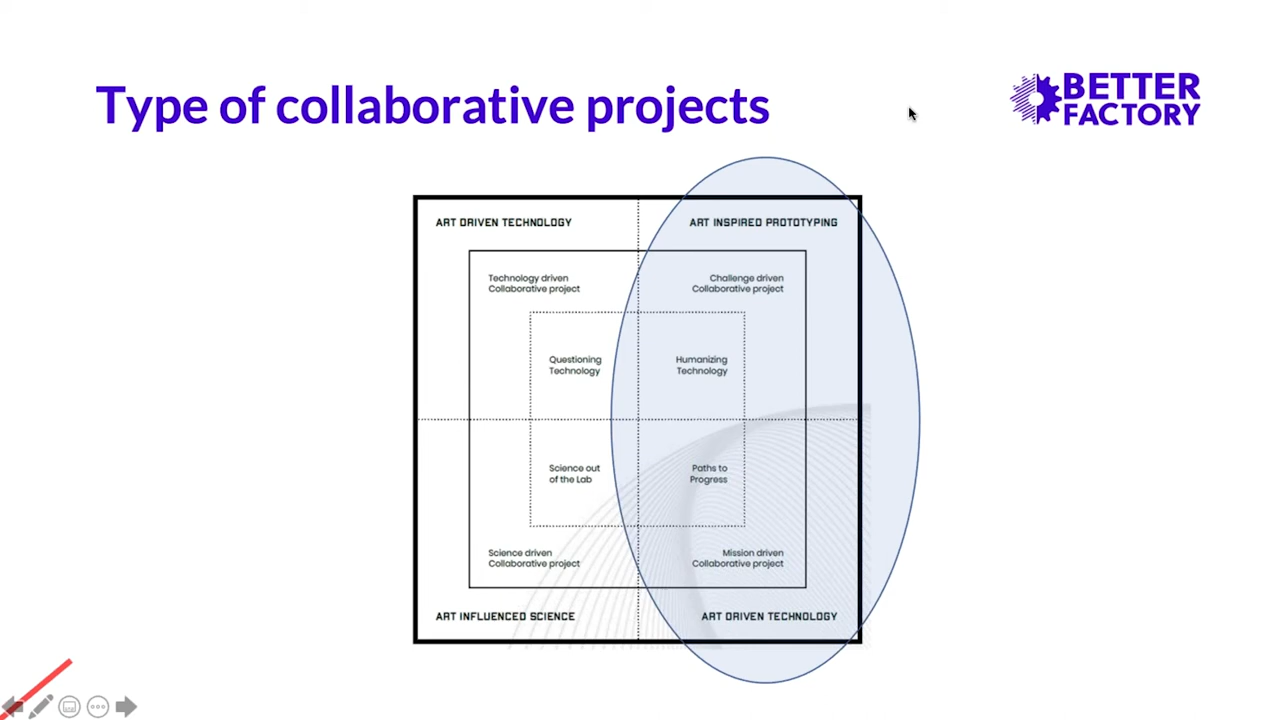 Type of collaborative projects
BETTER
FACTORY
ART DRIVEN TECHNOLOGY
ART INSPIRED PROTOTYPING
Technology driven
Collaborative project
Challenge driven
Collaborative project
Questioning
Technology
Humanizing
Technology
Science out
of the Lab
Paths to
Progress
Science driven
Collaborative project
Mission driven
Collaborative project
ART INFLUENCED SCIENCE
ART DRIVEN TECHNOLOGY